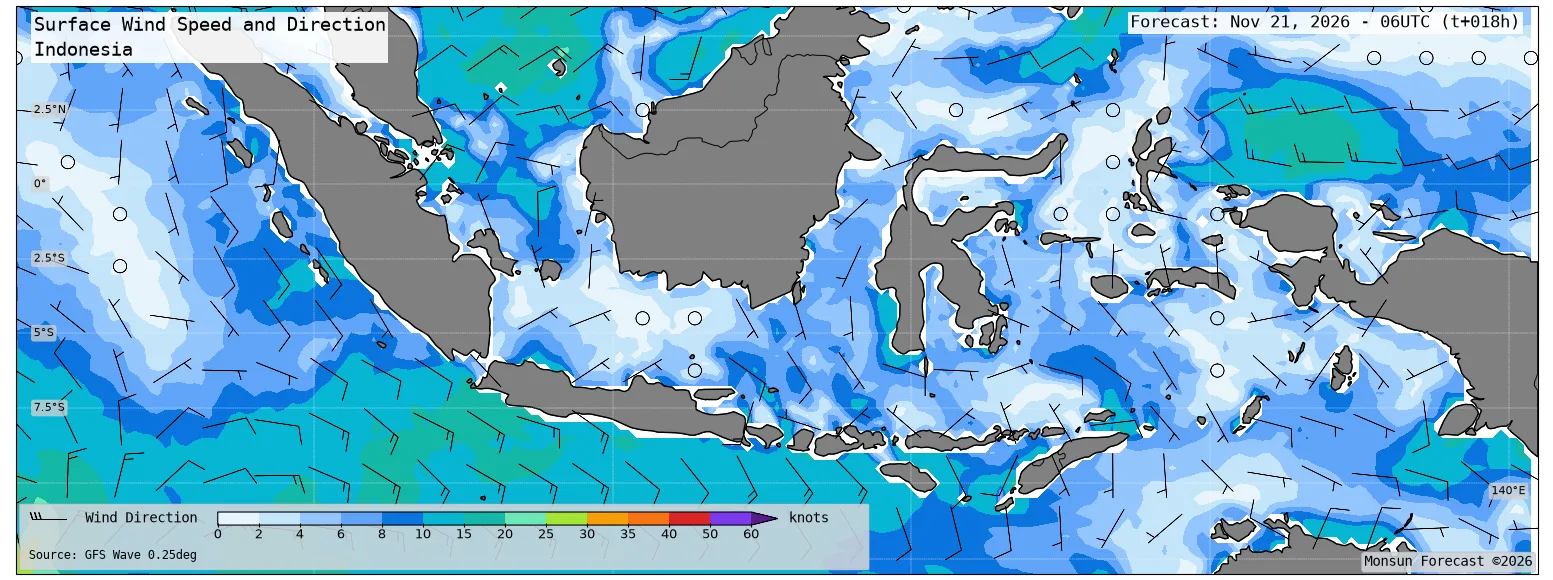 Surface Wind Speed and Direction
Indonesia
Forecast: Nov 21, 2026 - 06UTC (t+018h)
2.5°N
0°
2.5°S
5°S
7.5°S
140°E
Wind Direction
0 2 4 6 8 10 15 20 25 30 35 40 50 60
knots
Source: GFS Wave 0.25deg
Monsun Forecast ©2026